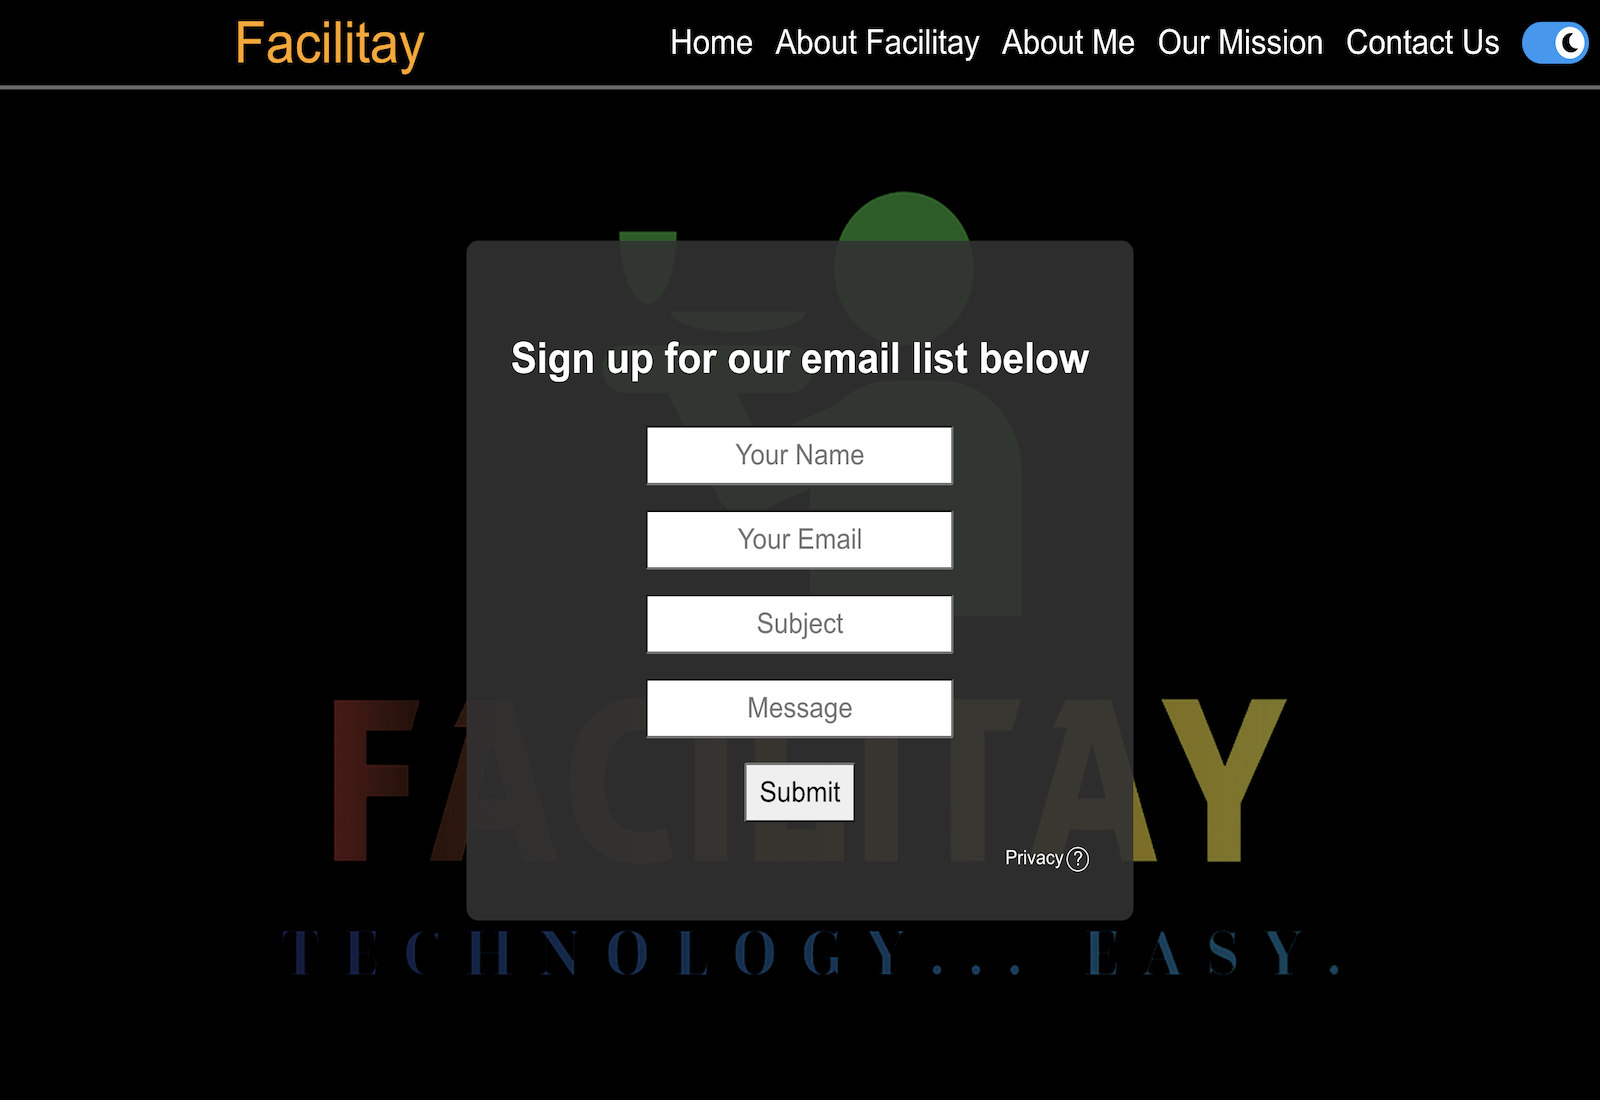 Facilitay Home About Facilitay About Me Our Mission Contact Us
Sign up for our email list below
Your Name
Your Email
Subject
Message
FACILITAY
Submit
Privacy ?
TECHNOLOGY... EASY.